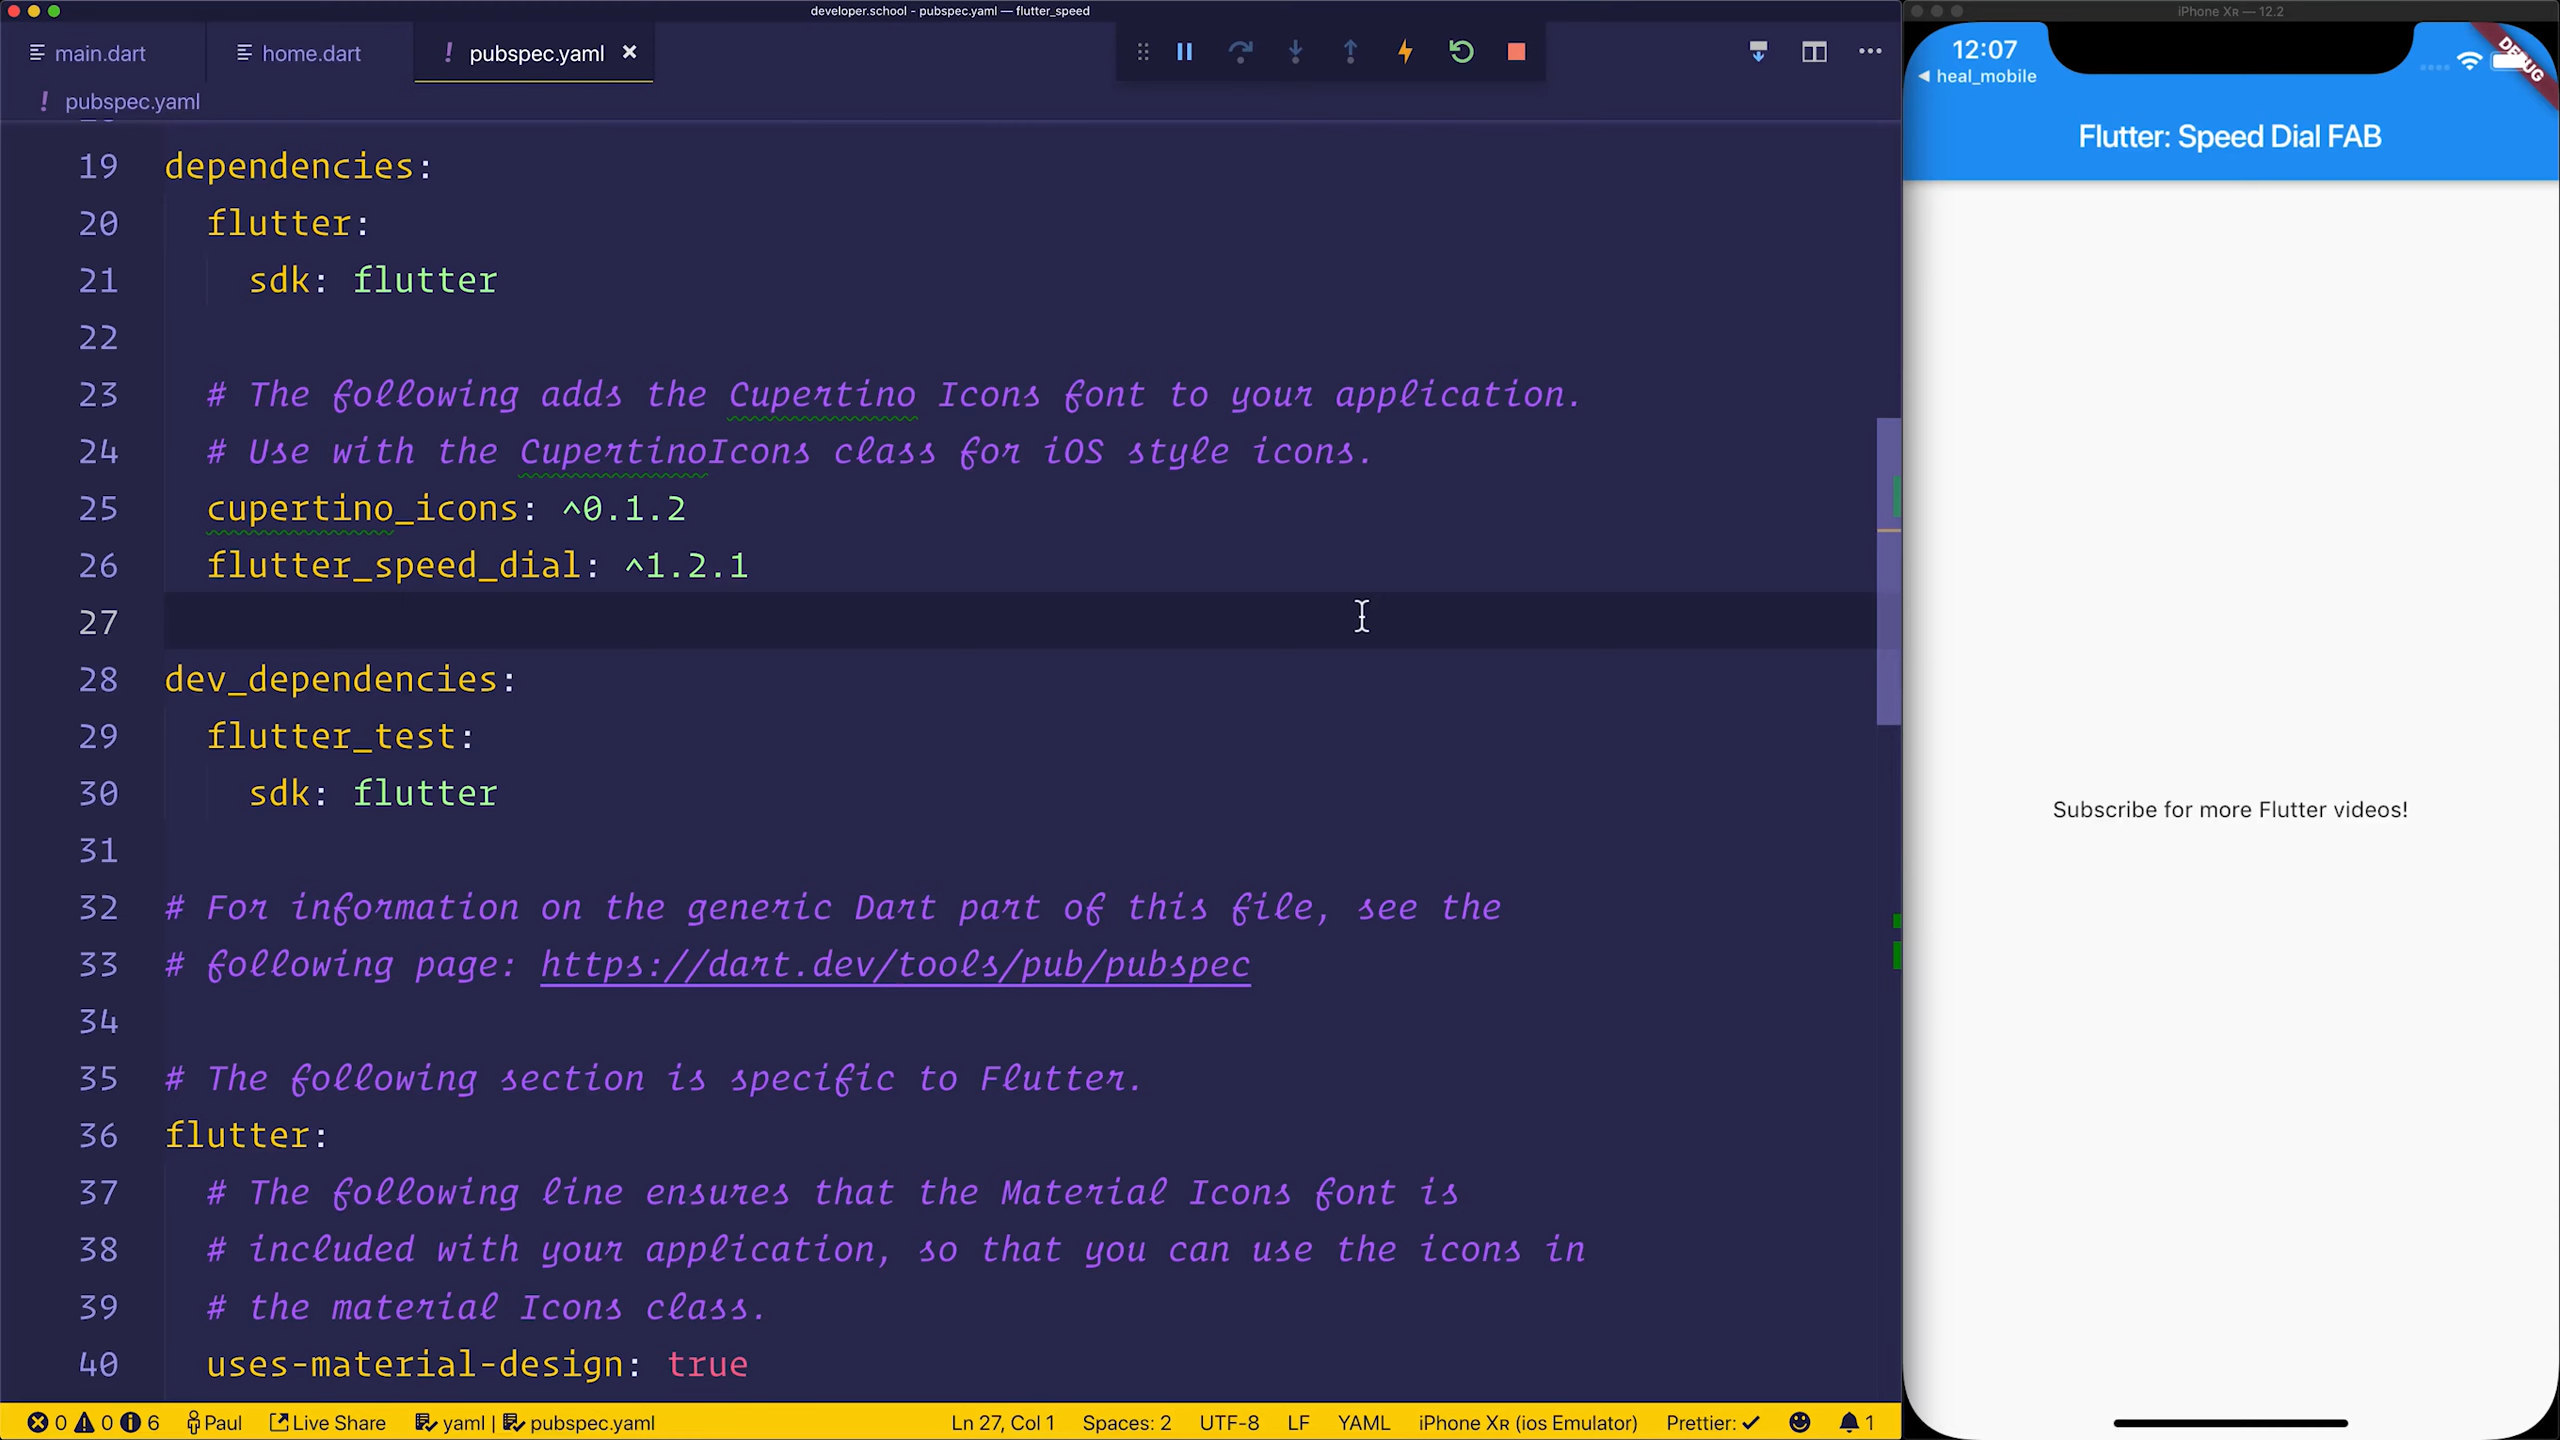 developer.school - pubspec.yaml — flutter_speed
main.dart
home.dart
! pubspec.yaml
! pubspec.yaml
19 dependencies:
20 flutter:
21 sdk: flutter
22
23 # The following adds the Cupertino Icons font to your application.
24 # Use with the CupertinoIcons class for iOS style icons.
25 cupertino_icons: ^0.1.2
26 flutter_speed_dial: ^1.2.1
27
28 dev_dependencies:
29 flutter_test:
30 sdk: flutter
31
32 # For information on the generic Dart part of this file, see the
33 # following page: https://dart.dev/tools/pub/pubspec
34
35 # The following section is specific to Flutter.
36 flutter:
37 # The following line ensures that the Material Icons font is
38 # included with your application, so that you can use the icons in
39 # the material Icons class.
40 uses-material-design: true
0 0 6 Paul Live Share yaml | pubspec.yaml Ln 27, Col 1 Spaces: 2 UTF-8 LF YAML iPhone XR (ios Emulator) Prettier: 1
iPhone XR — 12.2
12:07
heal_mobile
DEBUG
Flutter: Speed Dial FAB
Subscribe for more Flutter videos!